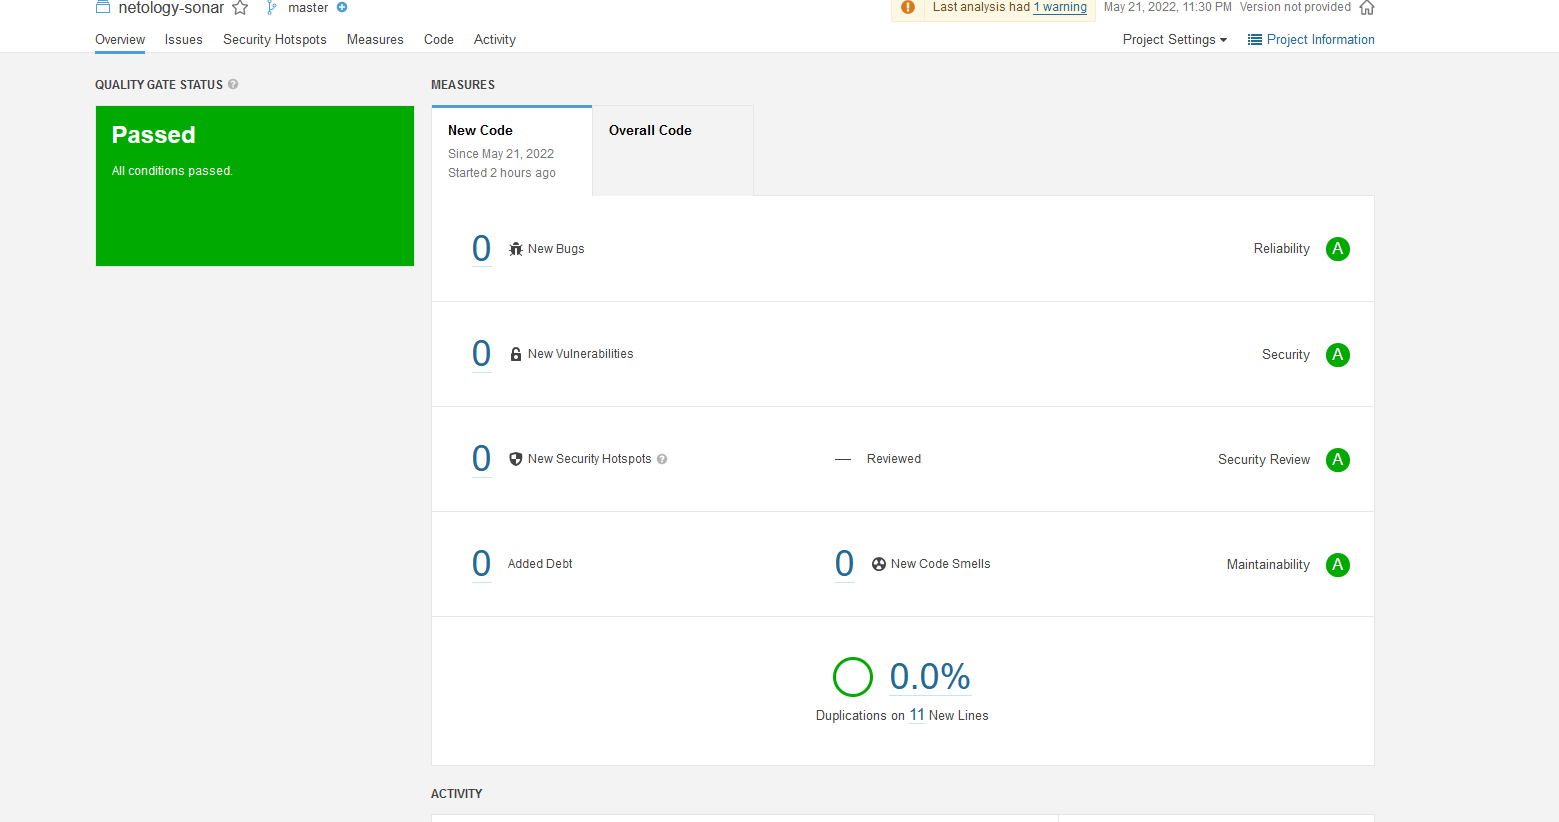 netology-sonar master Last analysis had 1 warning May 21, 2022, 11:30 PM Version not provided
Overview Issues Security Hotspots Measures Code Activity Project Settings Project Information
QUALITY GATE STATUS ?
Passed
All conditions passed.
MEASURES
New Code
Since May 21, 2022
Started 2 hours ago
Overall Code
0 New Bugs Reliability A
0 New Vulnerabilities Security A
0 New Security Hotspots ? — Reviewed Security Review A
0 Added Debt 0 New Code Smells Maintainability A
0.0%
Duplications on 11 New Lines
ACTIVITY